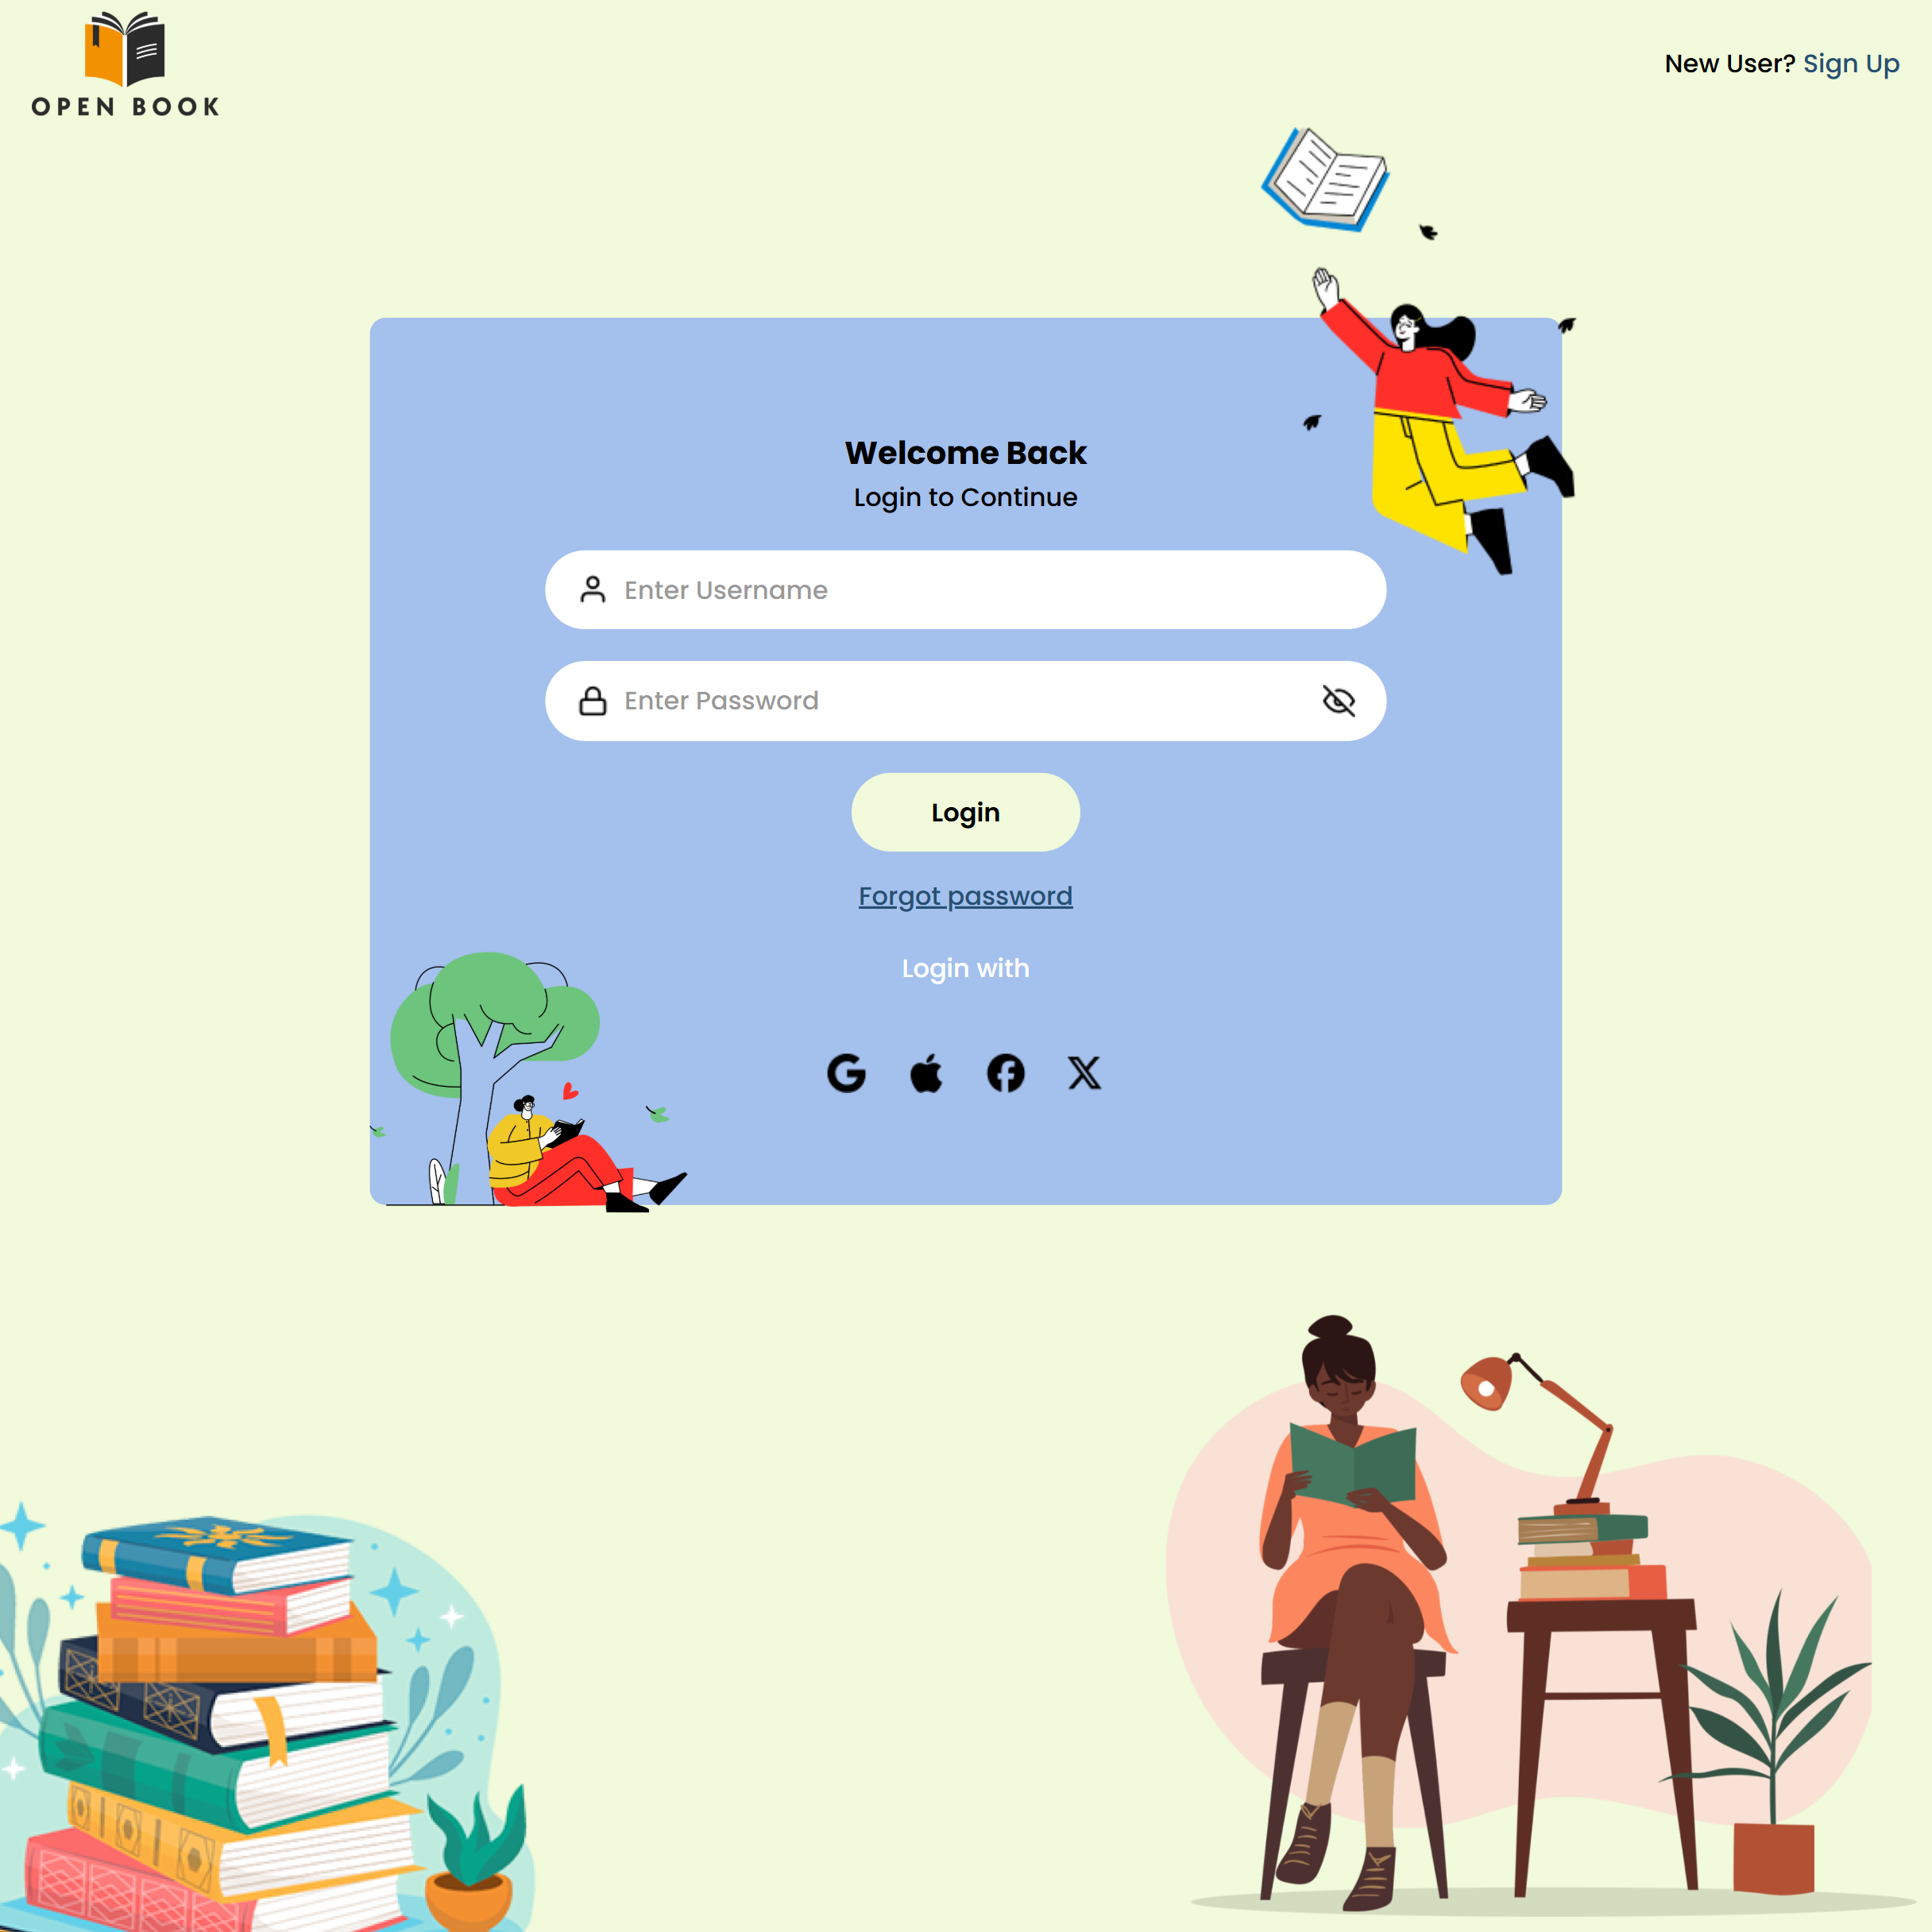 OPEN BOOK
New User? Sign Up
Welcome Back
Login to Continue
Enter Username
Enter Password
Login
Forgot password
Login with